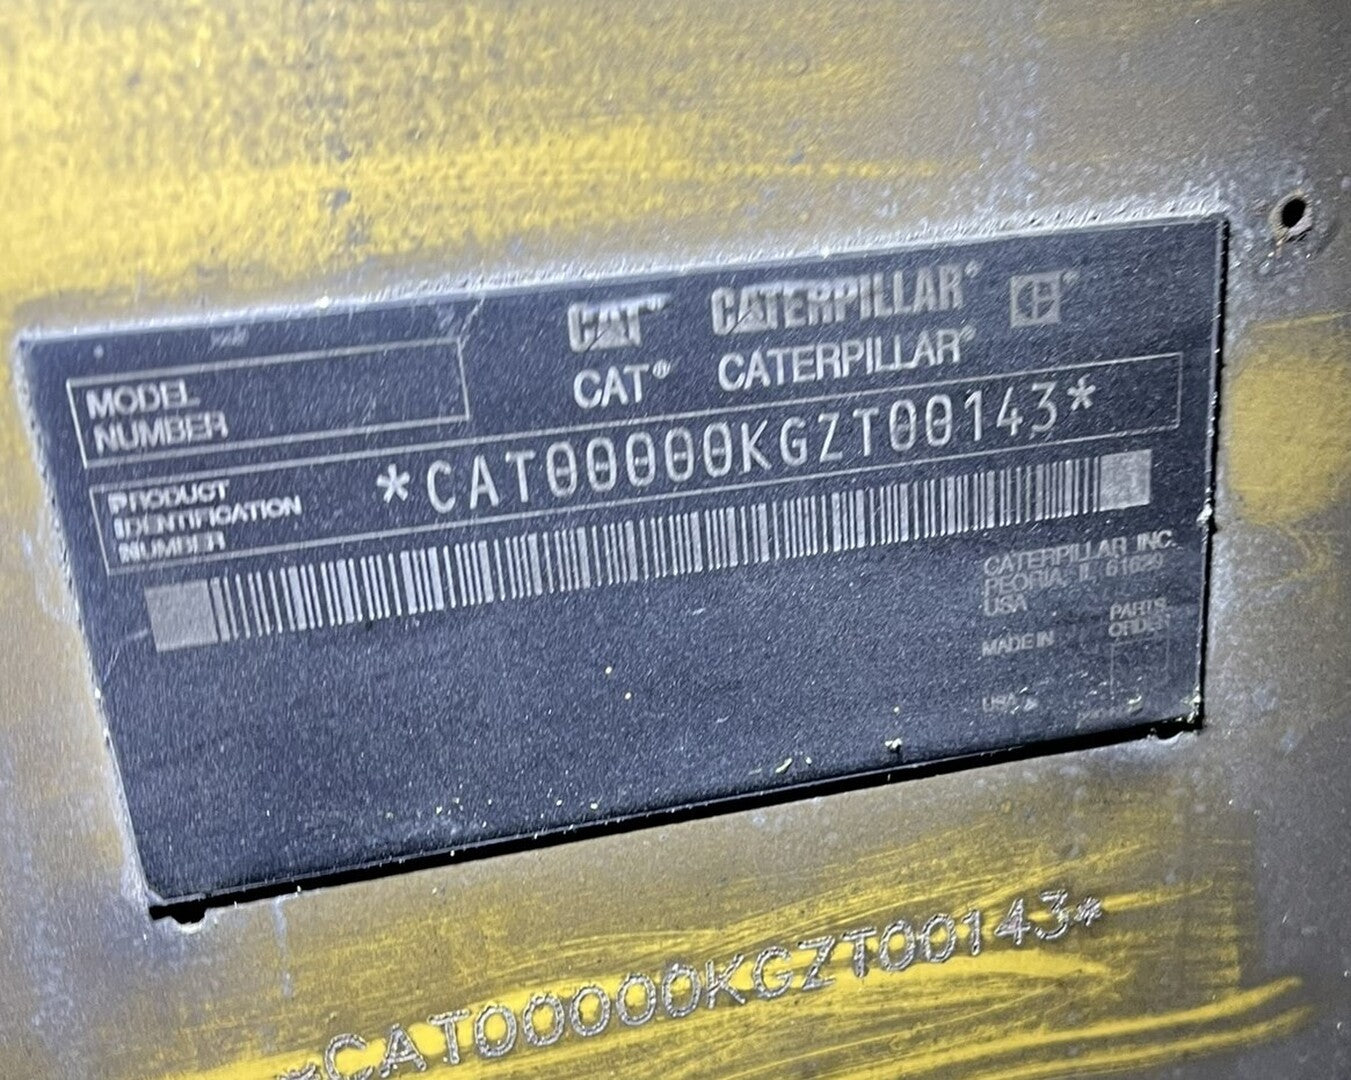 CAT CATERPILLAR®
CAT® CATERPILLAR®
MODEL
NUMBER
*CAT00000KGZT00143*
PRODUCT
IDENTIFICATION
NUMBER
CATERPILLAR INC.
PEORIA, IL 61629
USA
PARTS
ORDER
MADE IN
USA
*CAT00000KGZT00143*